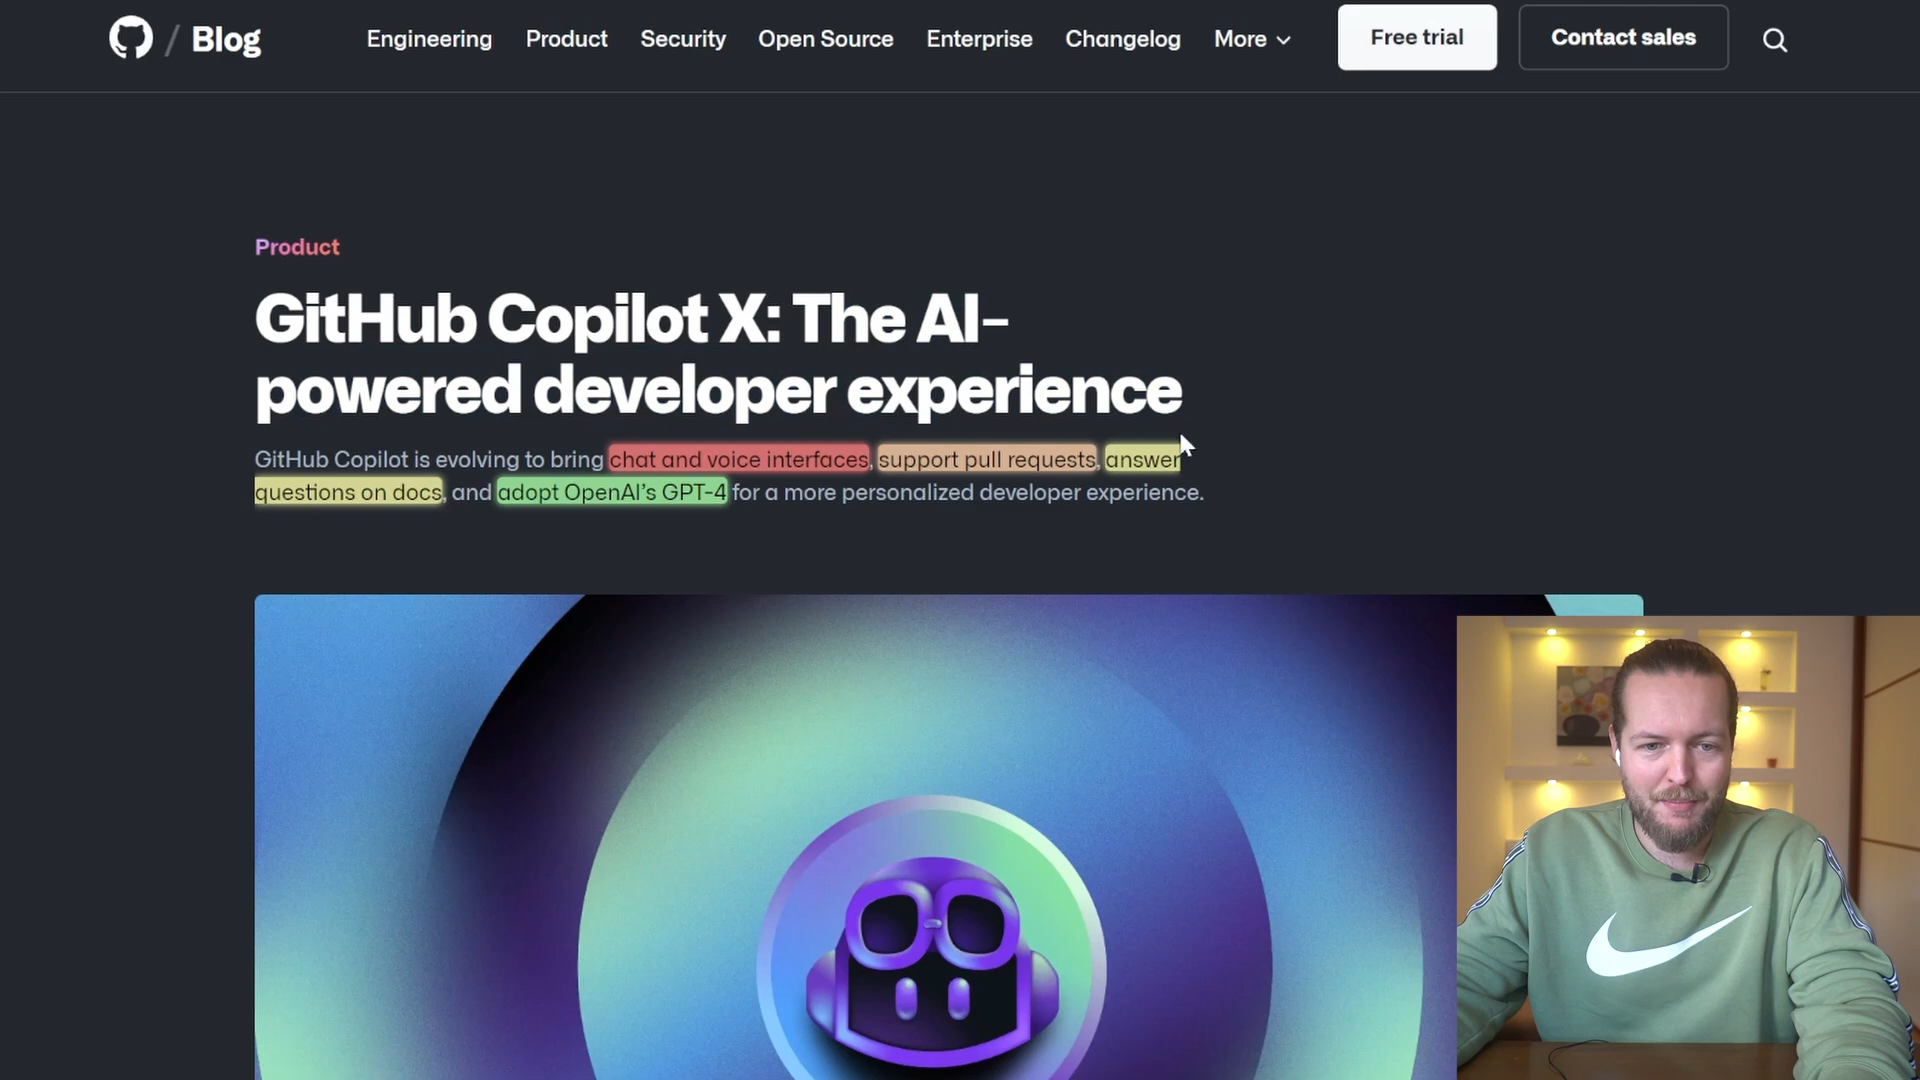 / Blog
Engineering Product Security Open Source Enterprise Changelog More Free trial Contact sales
Product
GitHub Copilot X: The AI-
powered developer experience
GitHub Copilot is evolving to bring chat and voice interfaces, support pull requests, answer
questions on docs, and adopt OpenAI’s GPT-4 for a more personalized developer experience.